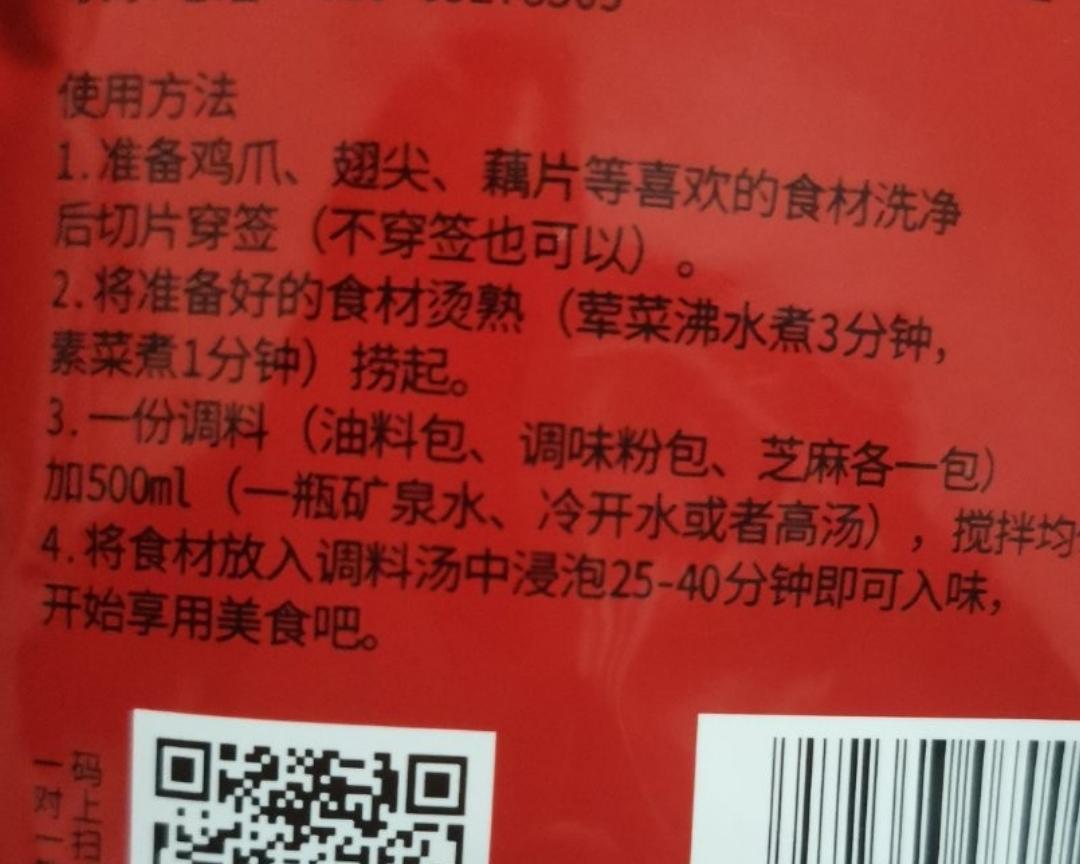 使用方法
1.准备鸡爪、翅尖、藕片等喜欢的食材洗净
后切片穿签（不穿签也可以）。
2.将准备好的食材烫熟（荤菜沸水煮3分钟，
素菜煮1分钟）捞起。
3.一份调料（油料包、调味粉包、芝麻各一包）
加500ml（一瓶矿泉水、冷开水或者高汤），搅拌均
4.将食材放入调料汤中浸泡25-40分钟即可入味，
开始享用美食吧。
码上扫
一对一